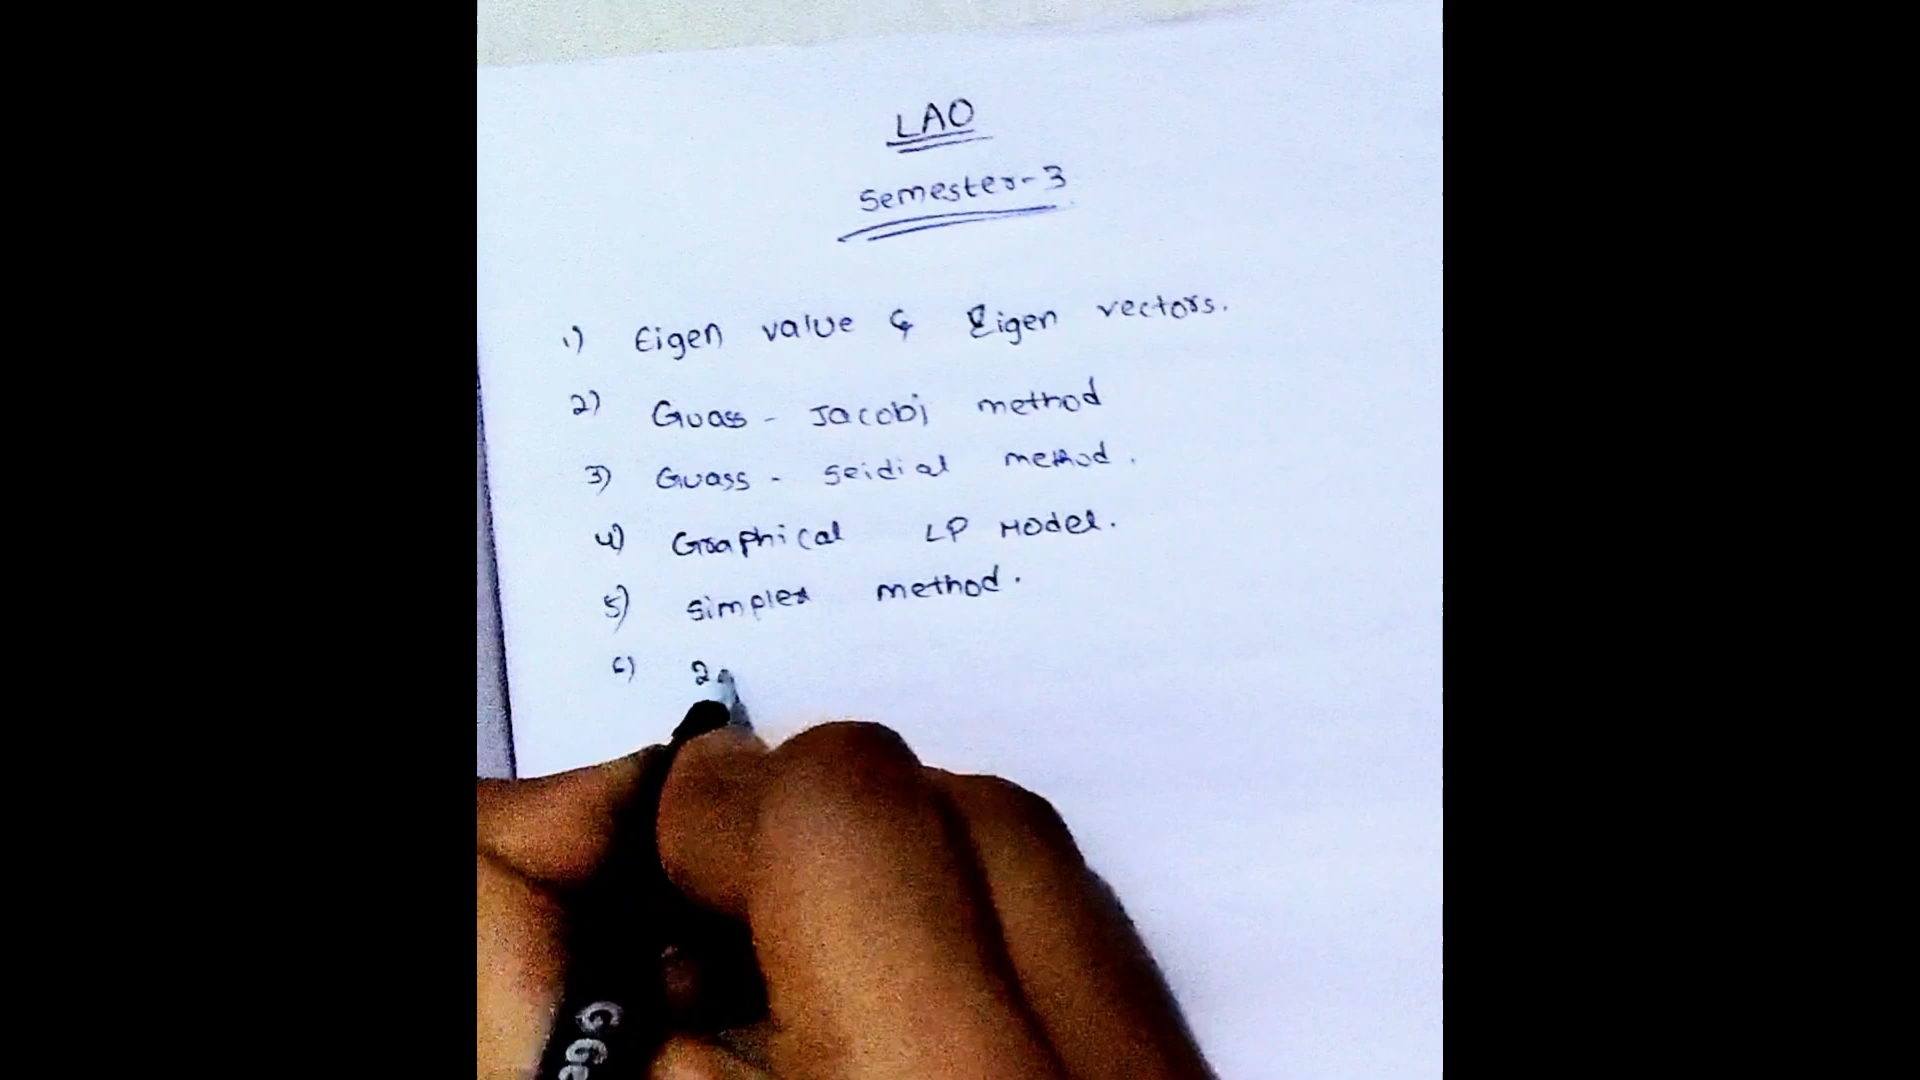 LAO
Semester-3
1) Eigen value & Eigen vectors.
2) Guass - Jacobi method
3) Guass - seidial method.
4) Graphical LP Model.
5) simplex method.
6) 2